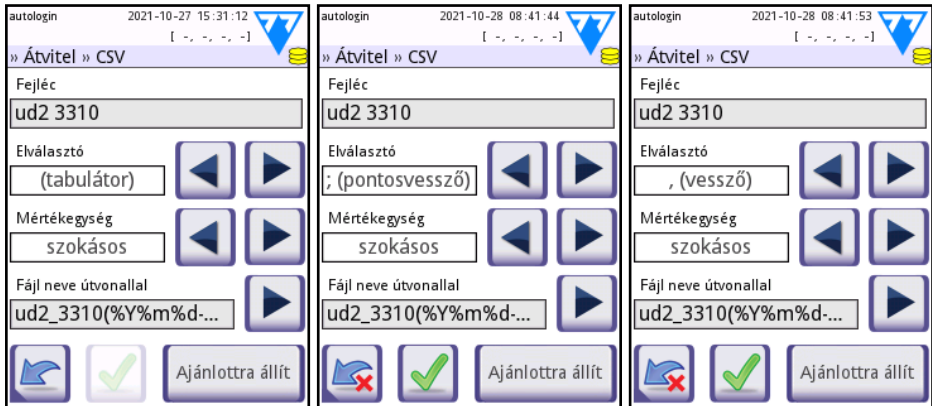 autologin 2021-10-27 15:31:12
[ -, -, -, -]
» Átvitel » CSV
Fejléc
ud2 3310
Elválasztó
(tabulátor)
Mértékegység
szokásos
Fájl neve útvonallal
ud2_3310(%Y%m%d-...
Ajánlottra állít
autologin 2021-10-28 08:41:44
[ -, -, -, -]
» Átvitel » CSV
Fejléc
ud2 3310
Elválasztó
; (pontosvessző)
Mértékegység
szokásos
Fájl neve útvonallal
ud2_3310(%Y%m%d-...
Ajánlottra állít
autologin 2021-10-28 08:41:53
[ -, -, -, -]
» Átvitel » CSV
Fejléc
ud2 3310
Elválasztó
, (vessző)
Mértékegység
szokásos
Fájl neve útvonallal
ud2_3310(%Y%m%d-...
Ajánlottra állít